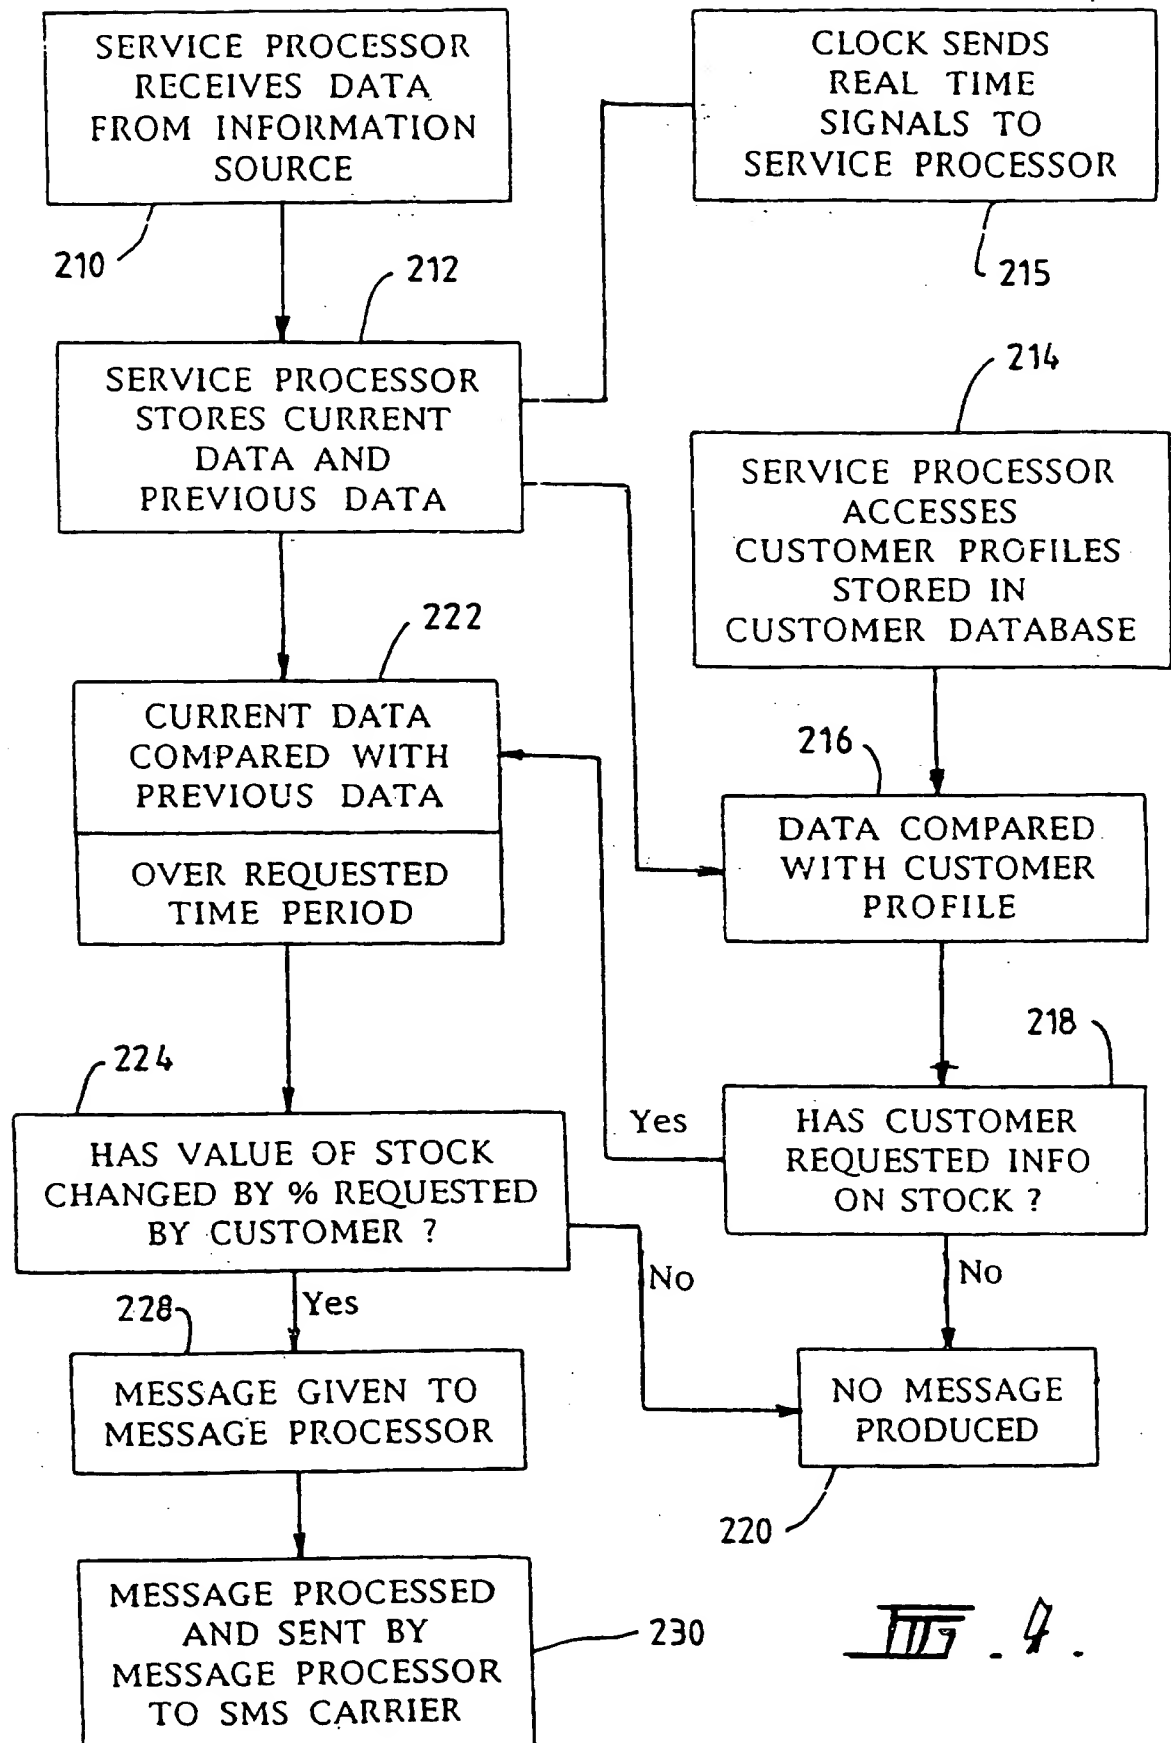 SERVICE PROCESSOR
RECEIVES DATA
FROM INFORMATION
SOURCE
CLOCK SENDS
REAL TIME
SIGNALS TO
SERVICE PROCESSOR
210
212
215
SERVICE PROCESSOR
STORES CURRENT
DATA AND
PREVIOUS DATA
214
SERVICE PROCESSOR
ACCESSES
CUSTOMER PROFILES
STORED IN
CUSTOMER DATABASE
222
CURRENT DATA
COMPARED WITH
PREVIOUS DATA
OVER REQUESTED
TIME PERIOD
216
DATA COMPARED
WITH CUSTOMER
PROFILE
218
224
Yes
HAS CUSTOMER
REQUESTED INFO
ON STOCK ?
HAS VALUE OF STOCK
CHANGED BY % REQUESTED
BY CUSTOMER ?
No
No
228
Yes
MESSAGE GIVEN TO
MESSAGE PROCESSOR
NO MESSAGE
PRODUCED
220
MESSAGE PROCESSED
AND SENT BY
MESSAGE PROCESSOR
TO SMS CARRIER
230
FIG. 4.